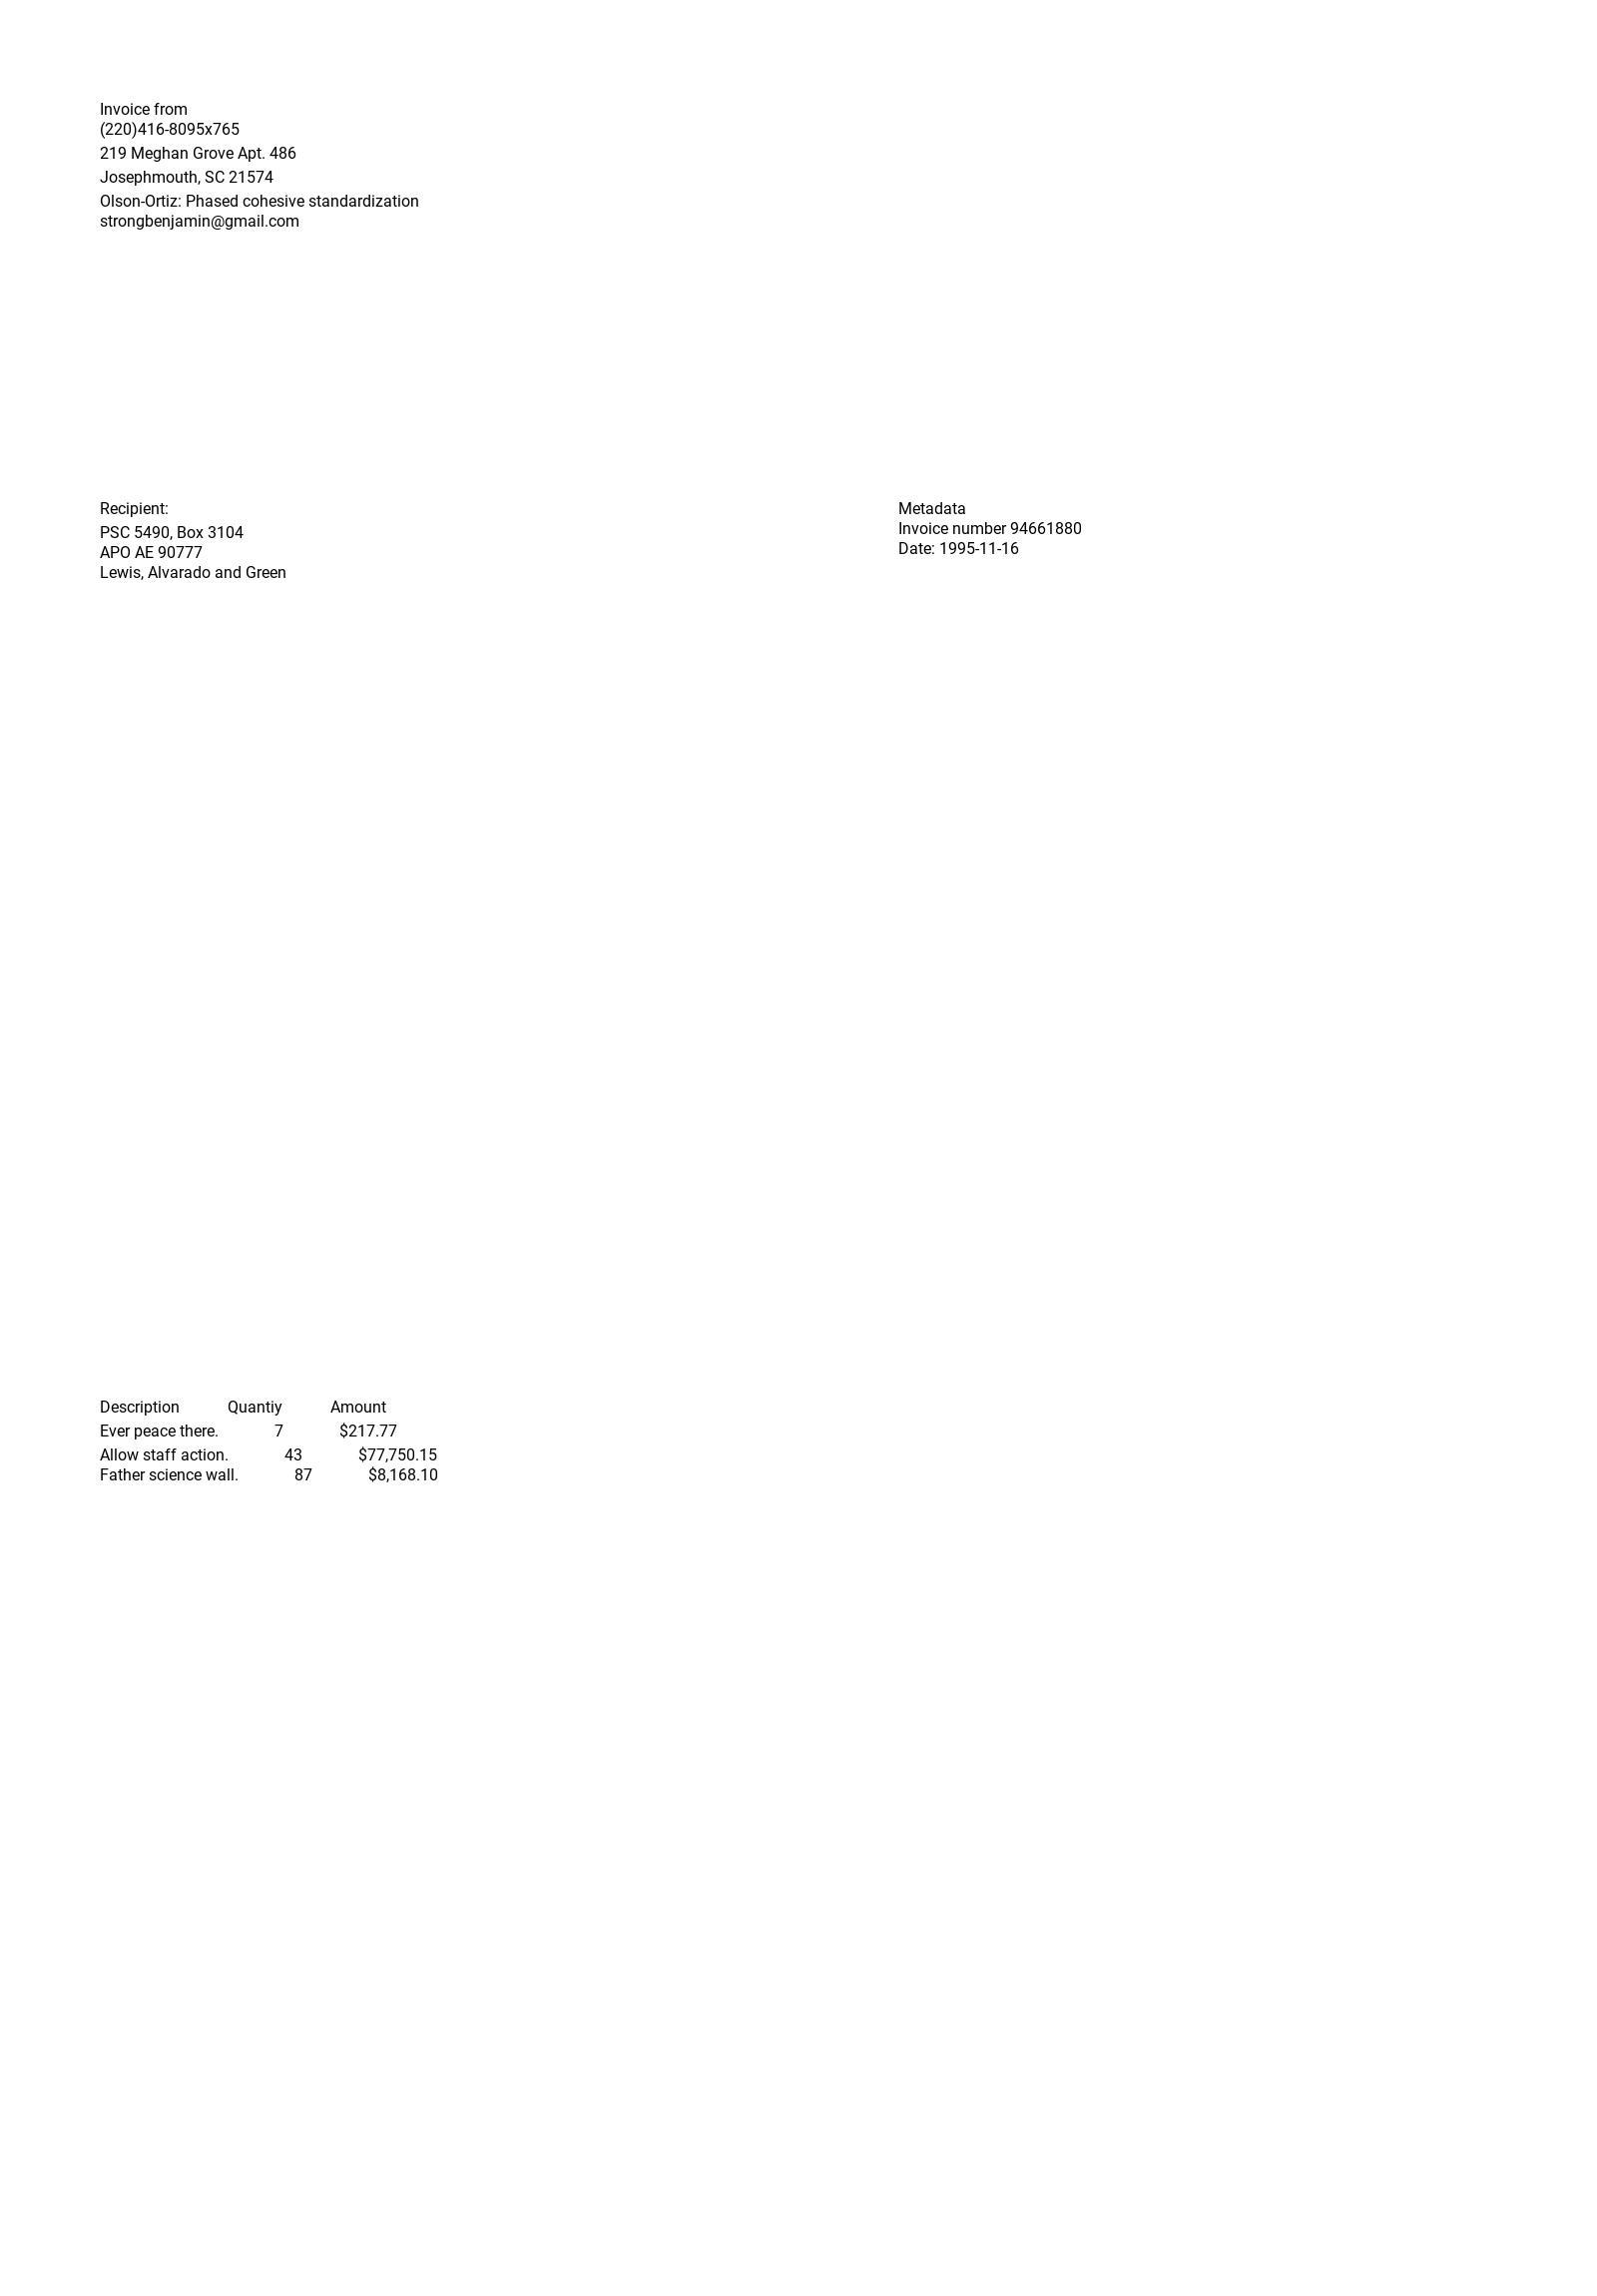 Invoice from
(220)416-8095x765
219 Meghan Grove Apt. 486
Josephmouth, SC 21574
Olson-Ortiz: Phased cohesive standardization
strongbenjamin@gmail.com
Recipient:
PSC 5490, Box 3104
APO AE 90777
Lewis, Alvarado and Green
Metadata
Invoice number 94661880
Date: 1995-11-16
Description Quantiy Amount
Ever peace there. 7 $217.77
Allow staff action. 43 $77,750.15
Father science wall. 87 $8,168.10